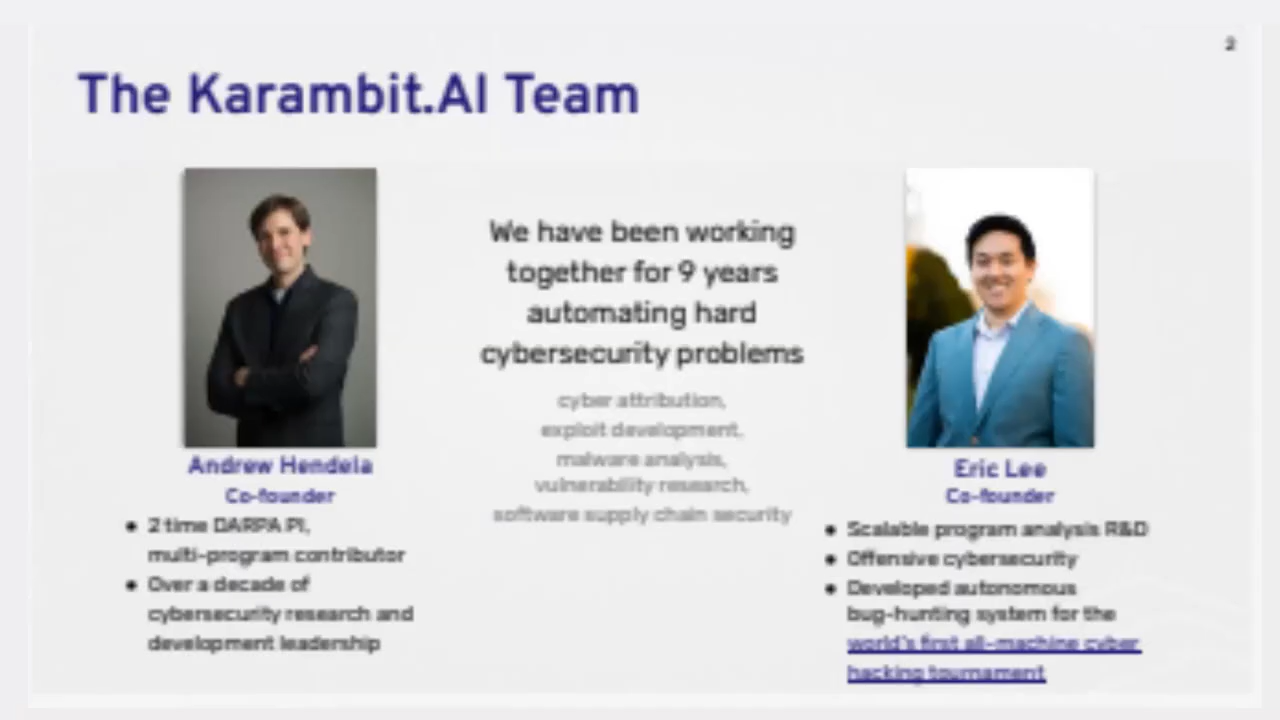 2
The Karambit.AI Team
We have been working
together for 9 years
automating hard
cybersecurity problems
cyber attribution,
exploit development,
malware analysis,
vulnerability research,
software supply chain security
Andrew Hendela
Co-founder
● 2 time DARPA PI,
multi-program contributor
● Over a decade of
cybersecurity research and
development leadership
Eric Lee
Co-founder
● Scalable program analysis R&D
● Offensive cybersecurity
● Developed autonomous
bug-hunting system for the
world's first all-machine cyber
hacking tournament